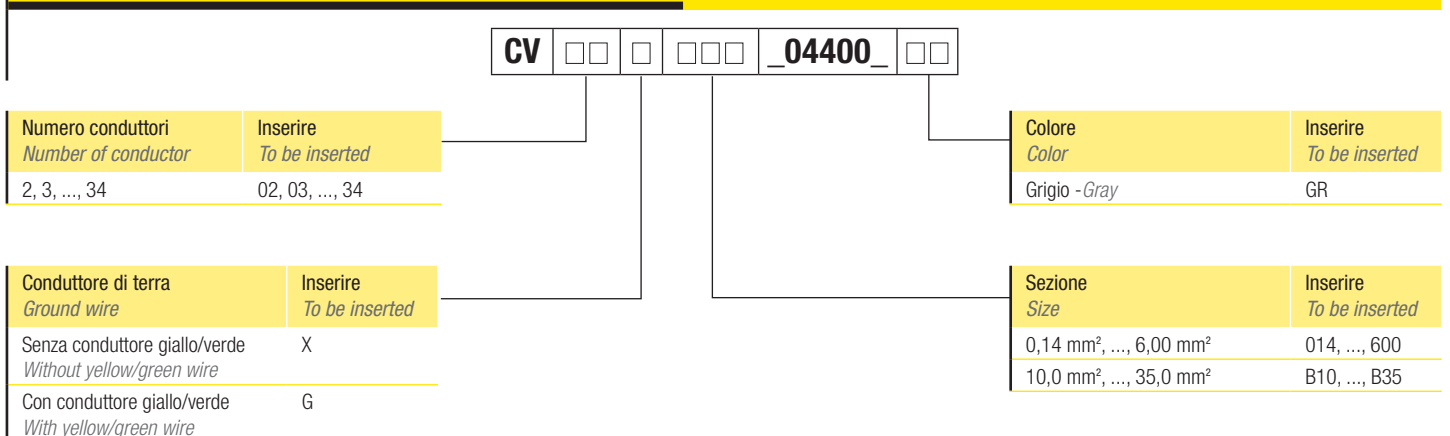 CV □□ □ □□□ _04400_ □□
Numero conduttori Inserire
Number of conductor To be inserted
2, 3, ..., 34 02, 03, ..., 34
Colore Inserire
Color To be inserted
Grigio - Gray GR
Conduttore di terra Inserire
Ground wire To be inserted
Senza conduttore giallo/verde X
Without yellow/green wire
Con conduttore giallo/verde G
With yellow/green wire
Sezione Inserire
Size To be inserted
0,14 mm², ..., 6,00 mm² 014, ..., 600
10,0 mm², ..., 35,0 mm² B10, ..., B35